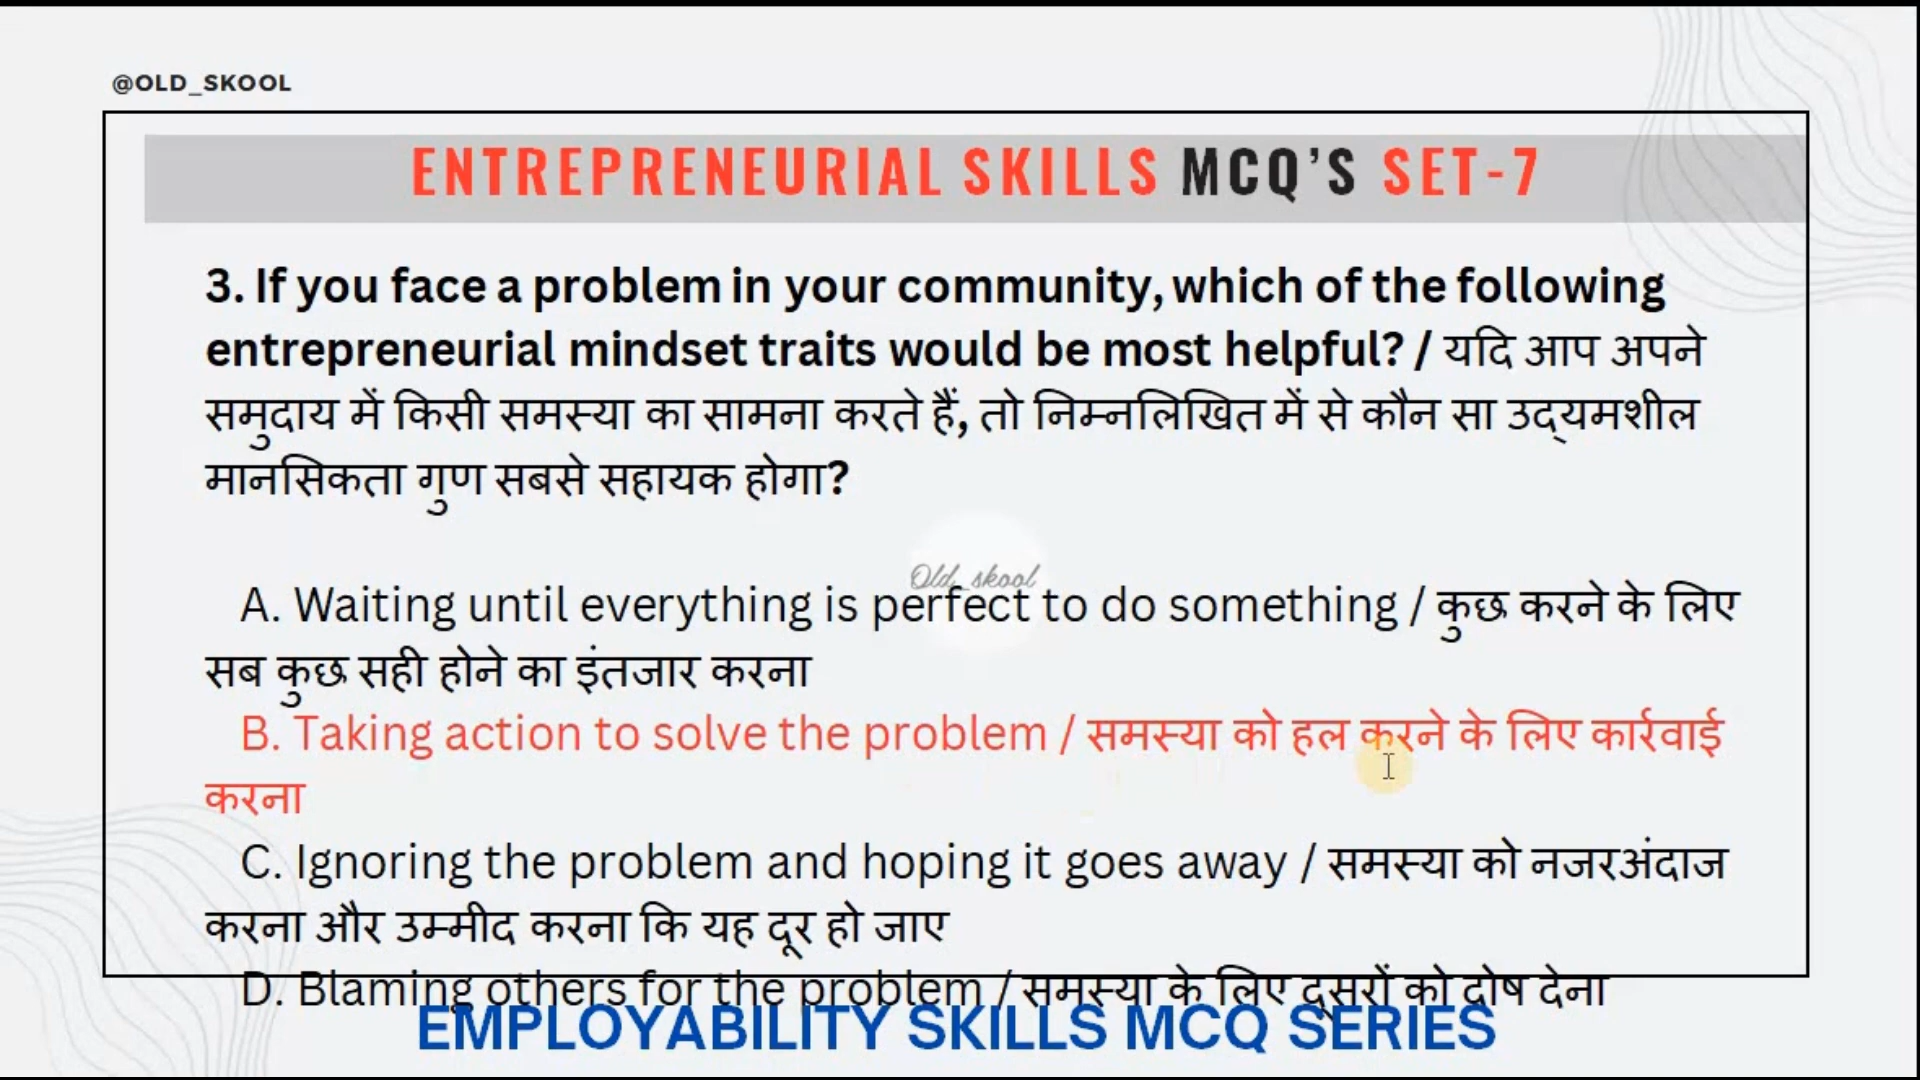 @OLD_SKOOL
ENTREPRENEURIAL SKILLS MCQ'S SET-7
3. If you face a problem in your community, which of the following
entrepreneurial mindset traits would be most helpful? / यदि आप अपने
समुदाय में किसी समस्या का सामना करते हैं, तो निम्नलिखित में से कौन सा उद्यमशील
मानसिकता गुण सबसे सहायक होगा?
Old_skool
A. Waiting until everything is perfect to do something / कुछ करने के लिए
सब कुछ सही होने का इंतजार करना
B. Taking action to solve the problem / समस्या को हल करने के लिए कार्रवाई
करना
C. Ignoring the problem and hoping it goes away / समस्या को नजरअंदाज
करना और उम्मीद करना कि यह दूर हो जाए
D. Blaming others for the problem / समस्या के लिए दूसरों को दोष देना
EMPLOYABILITY SKILLS MCQ SERIES